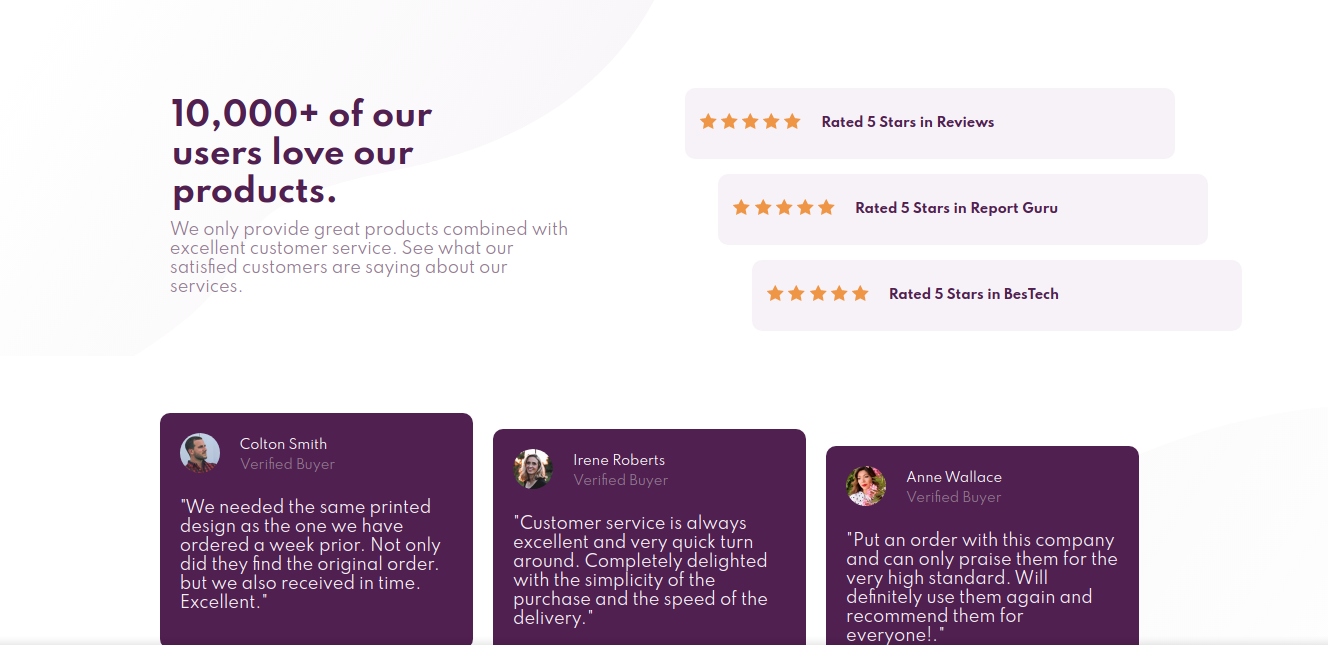 10,000+ of our
users love our
products.
We only provide great products combined with
excellent customer service. See what our
satisfied customers are saying about our
services.
Rated 5 Stars in Reviews
Rated 5 Stars in Report Guru
Rated 5 Stars in BesTech
Colton Smith
Verified Buyer
"We needed the same printed
design as the one we have
ordered a week prior. Not only
did they find the original order.
but we also received in time.
Excellent."
Irene Roberts
Verified Buyer
"Customer service is always
excellent and very quick turn
around. Completely delighted
with the simplicity of the
purchase and the speed of the
delivery."
Anne Wallace
Verified Buyer
"Put an order with this company
and can only praise them for the
very high standard. Will
definitely use them again and
recommend them for
everyone!."